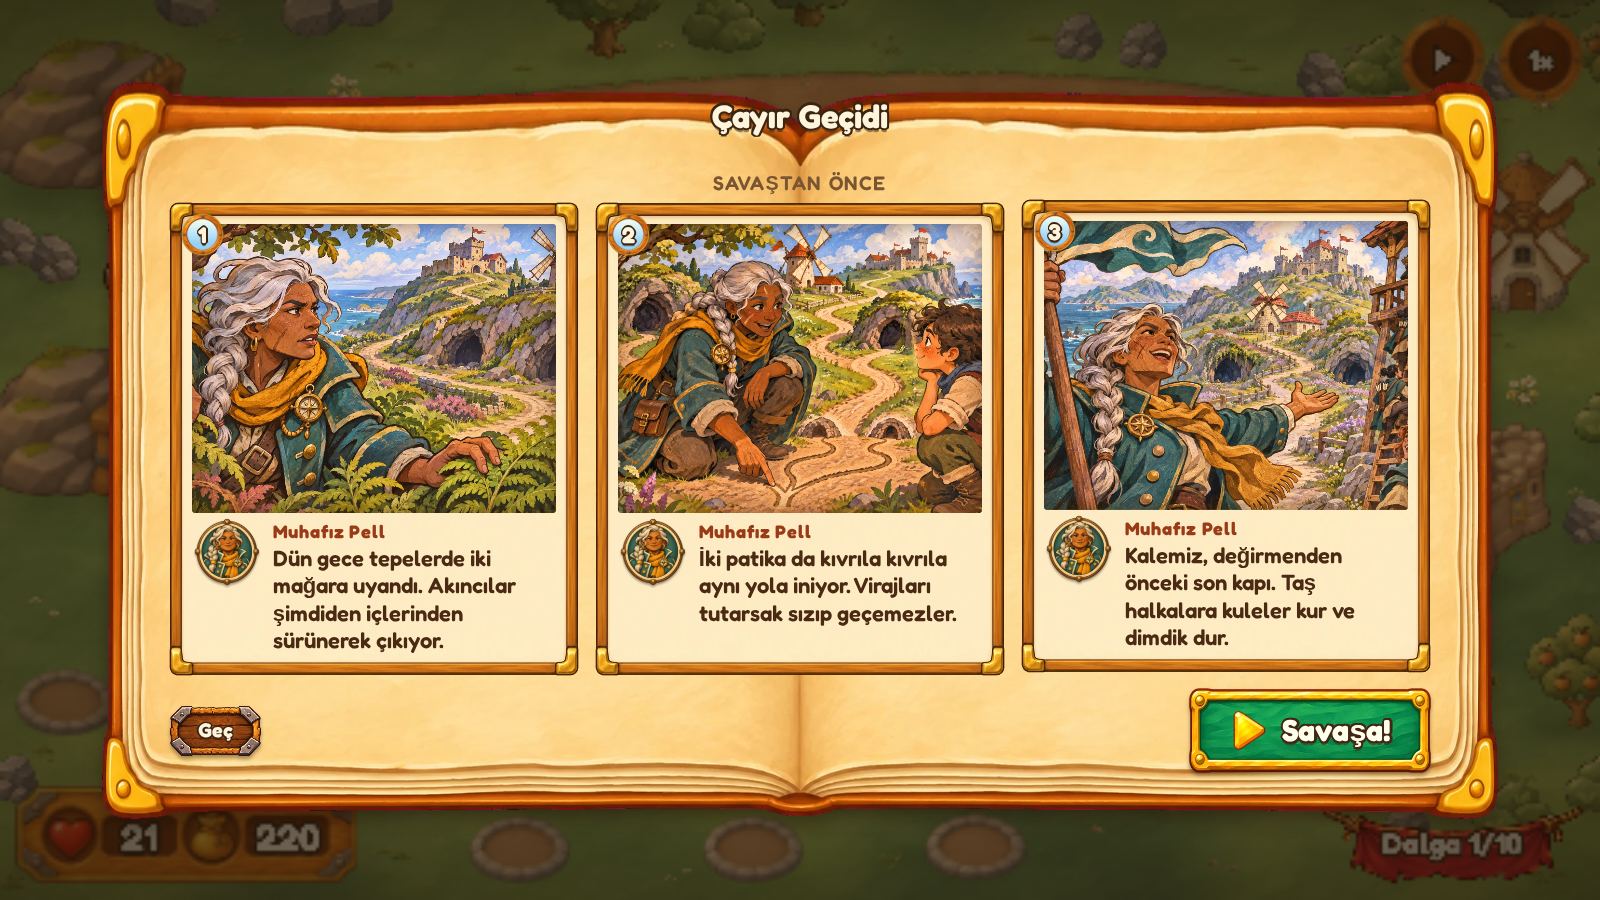 1x
Çayır Geçidi
SAVAŞTAN ÖNCE
1
Muhafız Pell
Dün gece tepelerde iki
mağara uyandı. Akıncılar
şimdiden içlerinden
sürünerek çıkıyor.
2
Muhafız Pell
İki patika da kıvrıla kıvrıla
aynı yola iniyor. Virajları
tutarsak sızıp geçemezler.
3
Muhafız Pell
Kalemiz, değirmenden
önceki son kapı. Taş
halkalara kuleler kur ve
dimdik dur.
Geç
Savaşa!
21
220
Dalga 1/10